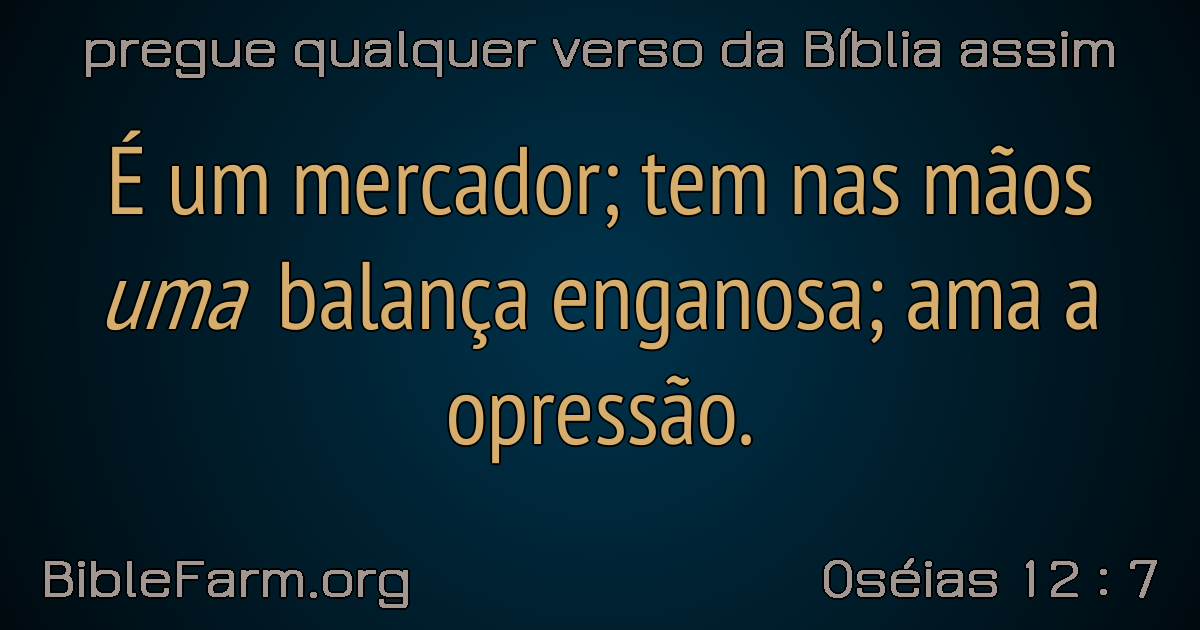 pregue qualquer verso da Bíblia assim
É um mercador; tem nas mãos
uma balança enganosa; ama a
opressão.
BibleFarm.org
Oséias 12 : 7